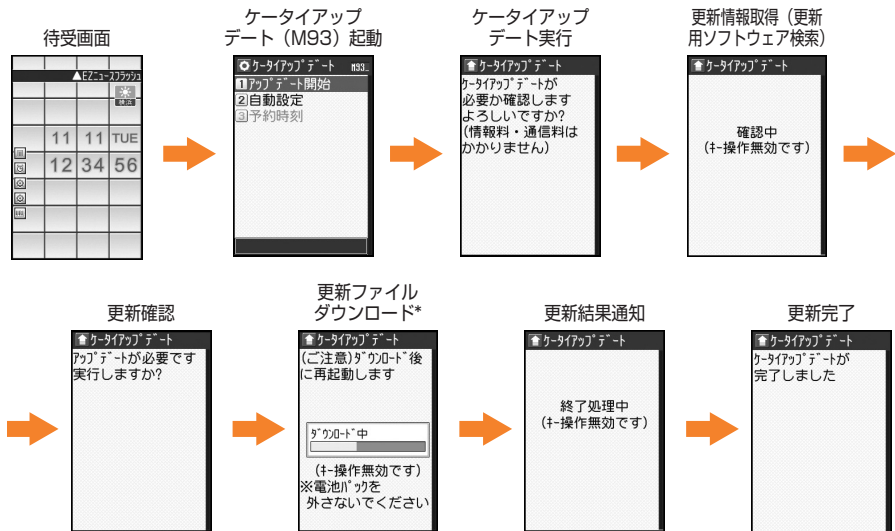 待受画面
▲EZニュースフラッシュ
横浜
11 11 TUE
12 34 56
ケータイアップ
デート（M93）起動
ｹｰﾀｲｱｯﾌﾟﾃﾞｰﾄ M93_
1ｱｯﾌﾟﾃﾞｰﾄ開始
2自動設定
3予約時刻
ケータイアップ
デート実行
ｹｰﾀｲｱｯﾌﾟﾃﾞｰﾄ
ｹｰﾀｲｱｯﾌﾟﾃﾞｰﾄが
必要か確認します
よろしいですか?
(情報料・通信料は
かかりません)
更新情報取得（更新
用ソフトウェア検索）
ｹｰﾀｲｱｯﾌﾟﾃﾞｰﾄ
確認中
(ｷｰ操作無効です)
更新確認
ｹｰﾀｲｱｯﾌﾟﾃﾞｰﾄ
ｱｯﾌﾟﾃﾞｰﾄが必要です
実行しますか?
更新ファイル
ダウンロード*
ｹｰﾀｲｱｯﾌﾟﾃﾞｰﾄ
(ご注意)ﾀﾞｳﾝﾛｰﾄﾞ後
に再起動します
ﾀﾞｳﾝﾛｰﾄﾞ中
(ｷｰ操作無効です)
※電池ﾊﾟｯｸを
外さないでください
更新結果通知
ｹｰﾀｲｱｯﾌﾟﾃﾞｰﾄ
終了処理中
(ｷｰ操作無効です)
更新完了
ｹｰﾀｲｱｯﾌﾟﾃﾞｰﾄ
ｹｰﾀｲｱｯﾌﾟﾃﾞｰﾄが
完了しました